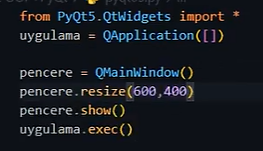 from PyQt5.QtWidgets import *
uygulama = QApplication([])
pencere = QMainWindow()
pencere.resize(600,400)
pencere.show()
uygulama.exec()